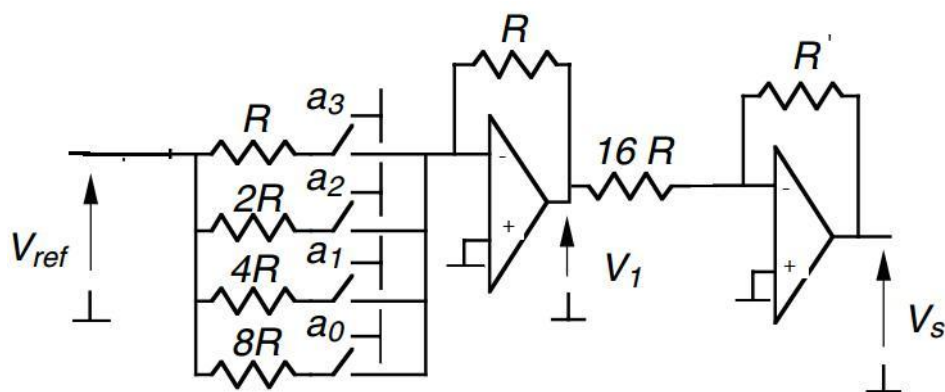 R
R'
R
a3
16 R
2R
a2
Vref
4R
a1
V1
8R
a0
Vs
-
+
-
+